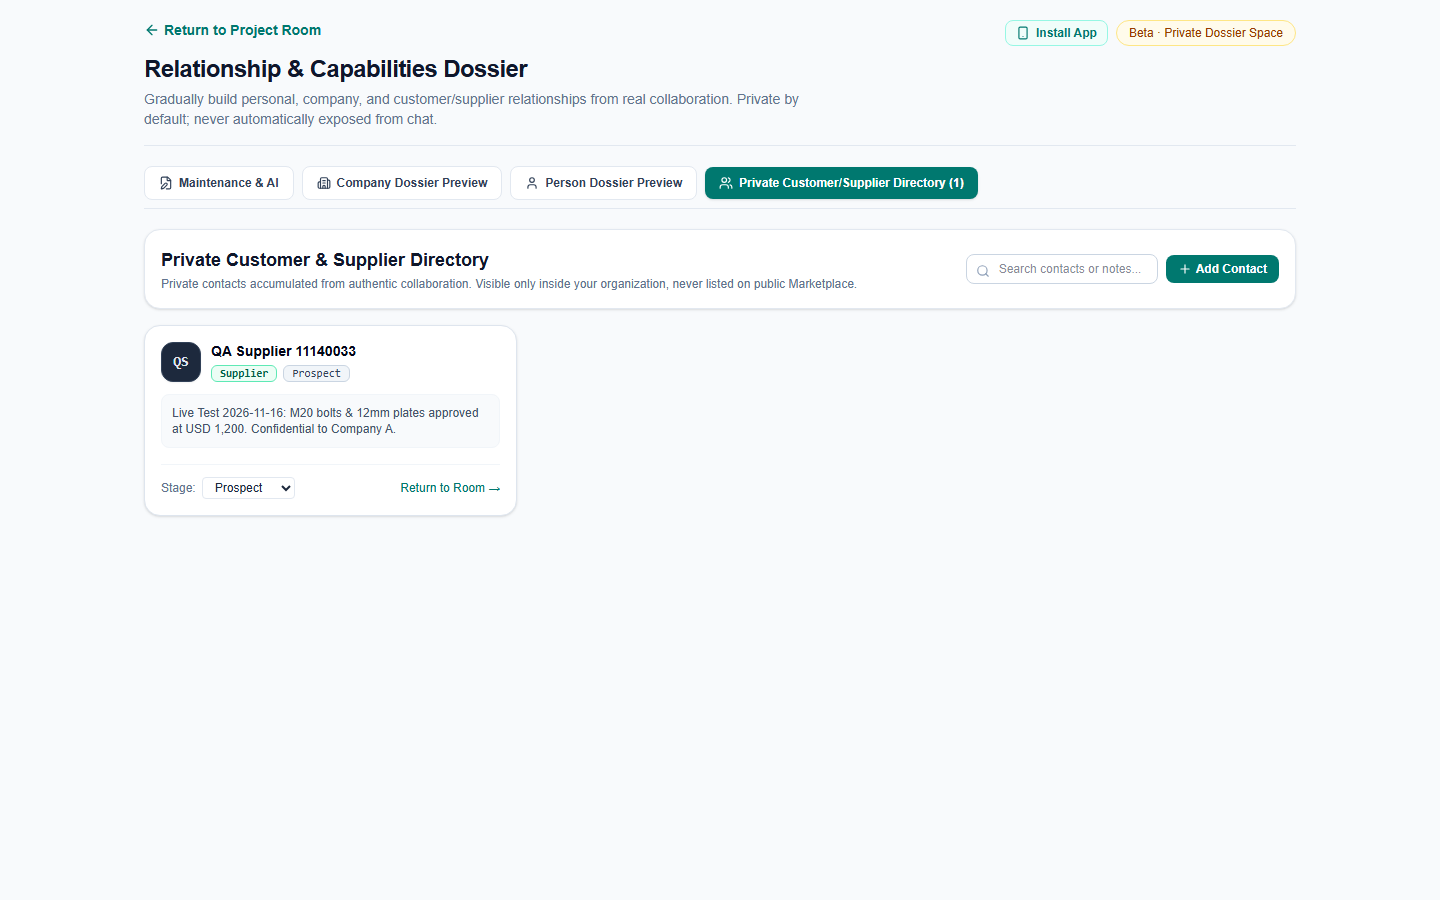 Return to Project Room
Install App
Beta · Private Dossier Space
Relationship & Capabilities Dossier
Gradually build personal, company, and customer/supplier relationships from real collaboration. Private by
default; never automatically exposed from chat.
Maintenance & AI
Company Dossier Preview
Person Dossier Preview
Private Customer/Supplier Directory (1)
Private Customer & Supplier Directory
Private contacts accumulated from authentic collaboration. Visible only inside your organization, never listed on public Marketplace.
Search contacts or notes...
Add Contact
QS
QA Supplier 11140033
Supplier
Prospect
Live Test 2026-11-16: M20 bolts & 12mm plates approved
at USD 1,200. Confidential to Company A.
Stage:
Prospect
Return to Room →